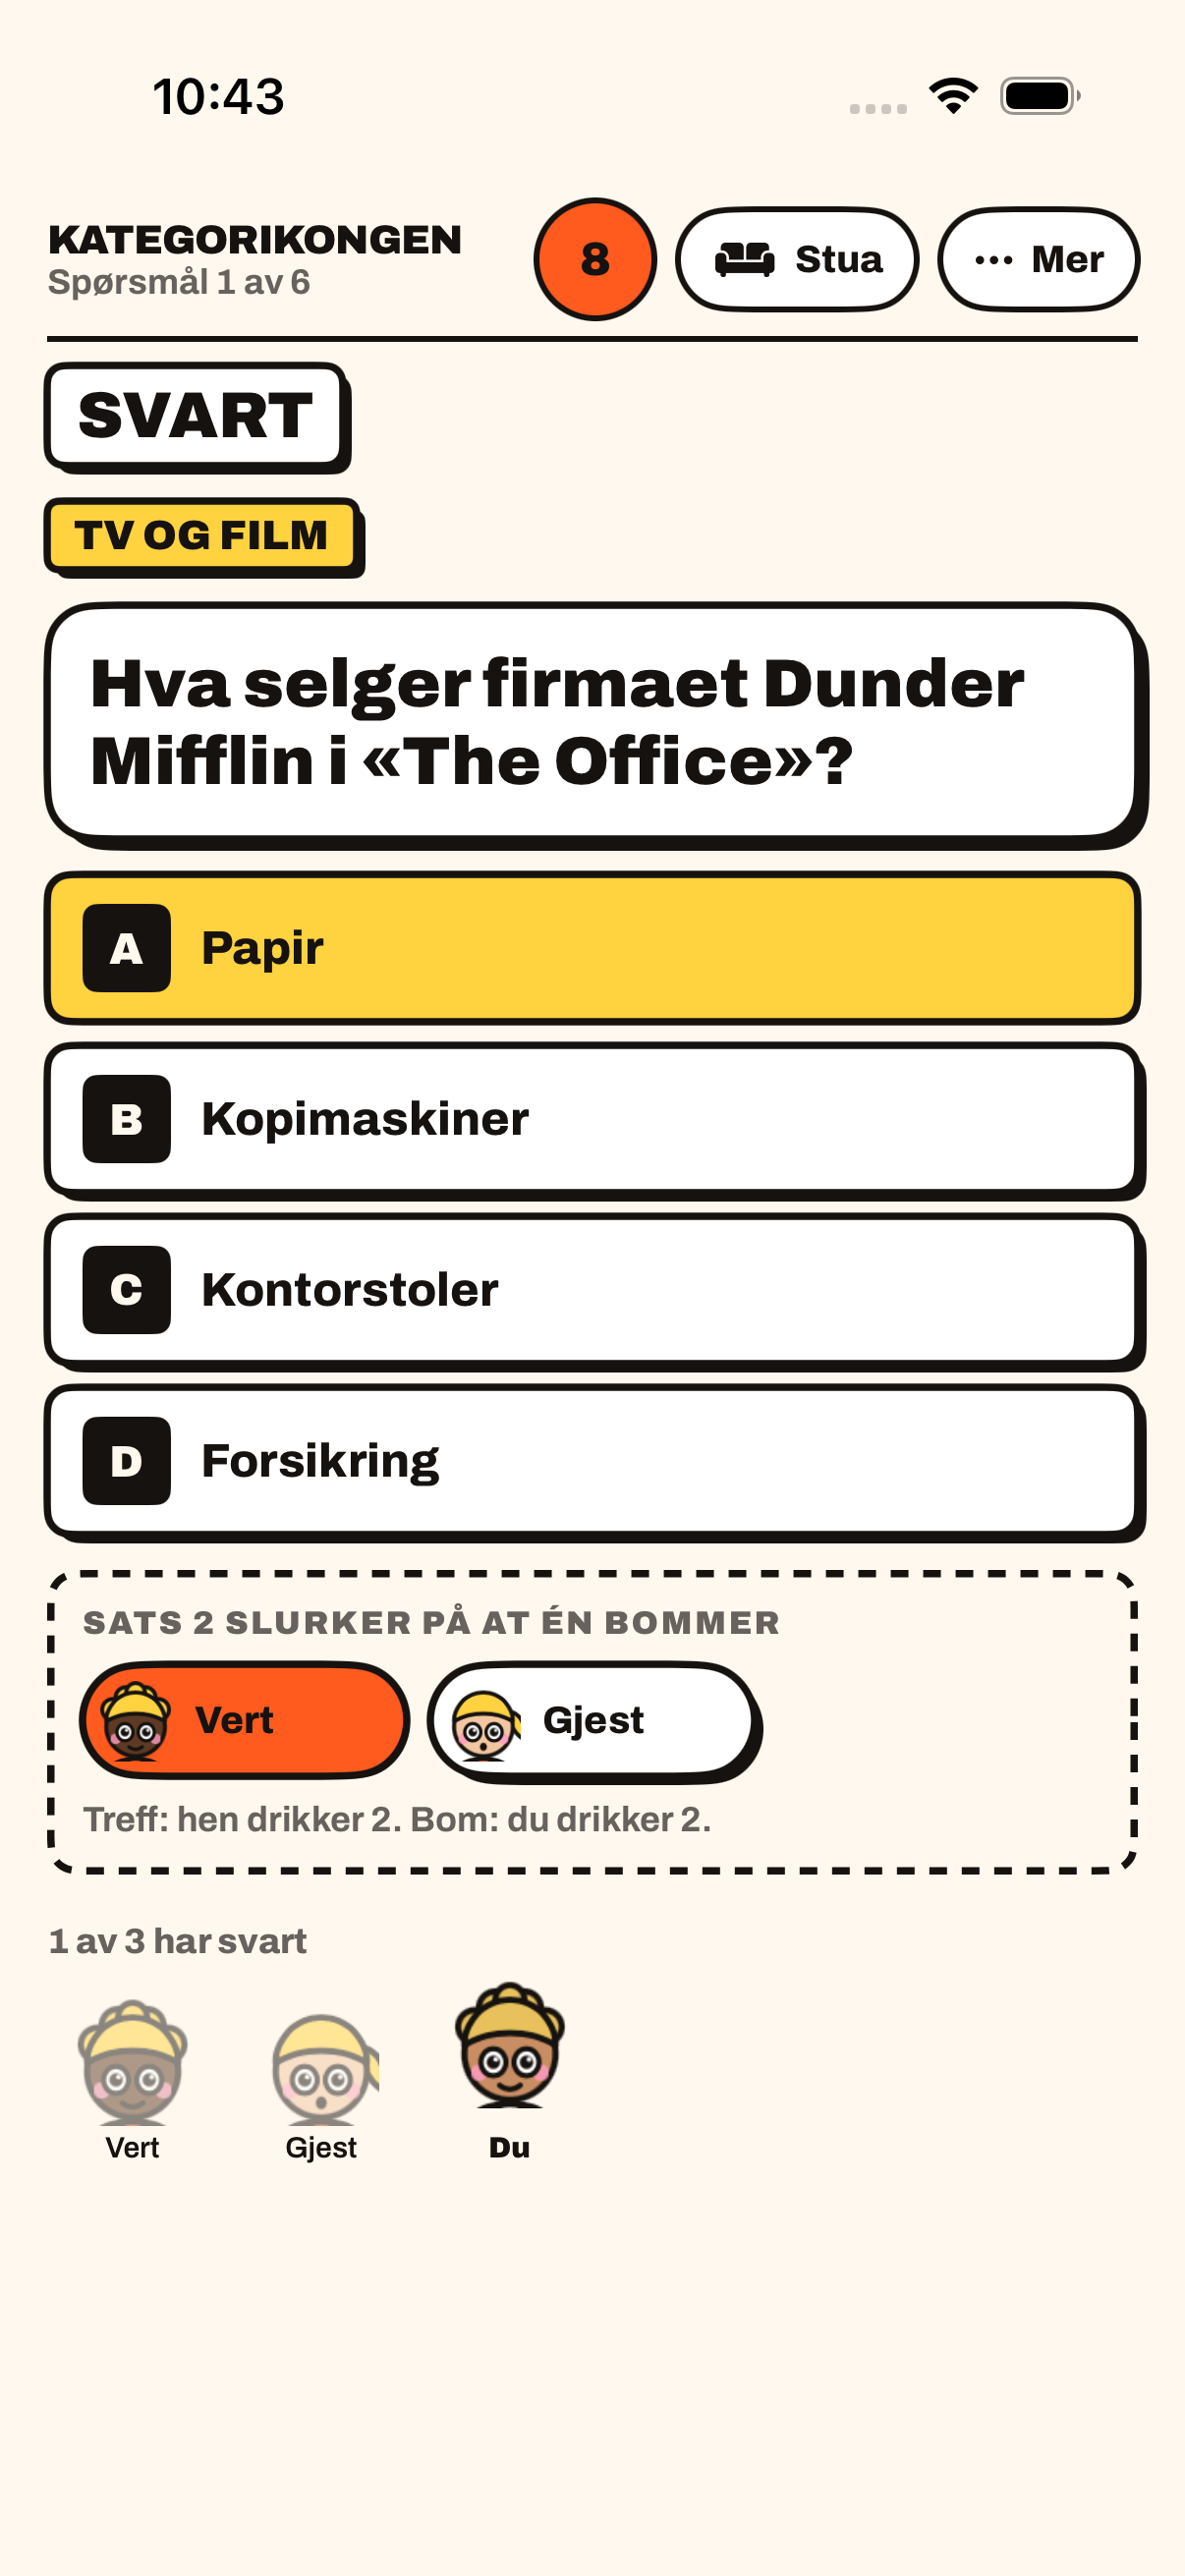 10:43
KATEGORIKONGEN
Spørsmål 1 av 6
8
Stua
Mer
SVART
TV OG FILM
Hva selger firmaet Dunder
Mifflin i «The Office»?
A Papir
B Kopimaskiner
C Kontorstoler
D Forsikring
SATS 2 SLURKER PÅ AT ÉN BOMMER
Vert
Gjest
Treff: hen drikker 2. Bom: du drikker 2.
1 av 3 har svart
Vert
Gjest
Du